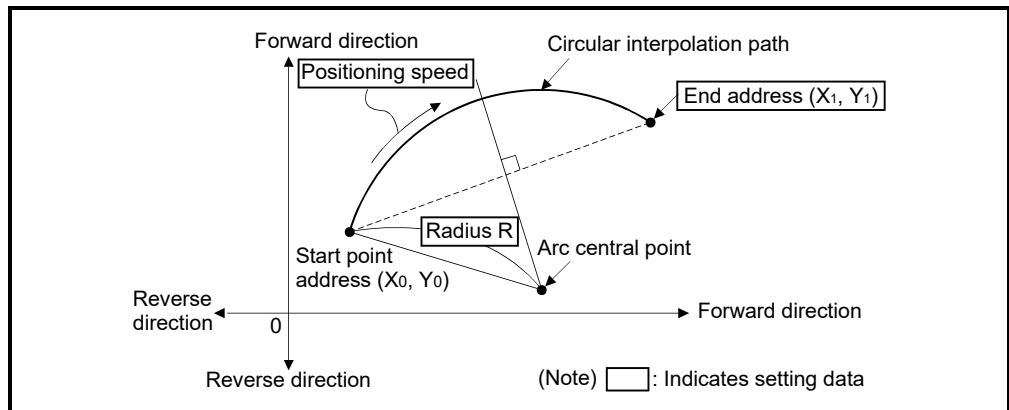 Forward direction
Circular interpolation path
Positioning speed
End address (X1, Y1)
Radius R
Arc central point
Start point
address (X0, Y0)
Reverse
direction
0
Forward direction
Reverse direction
(Note) : Indicates setting data